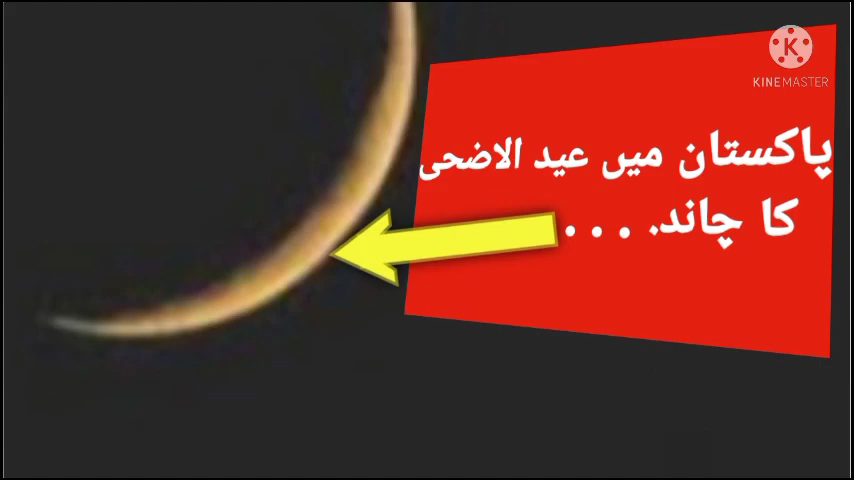 KINEMASTER
پاکستان میں عید الاضحی
کا چاند. . . .